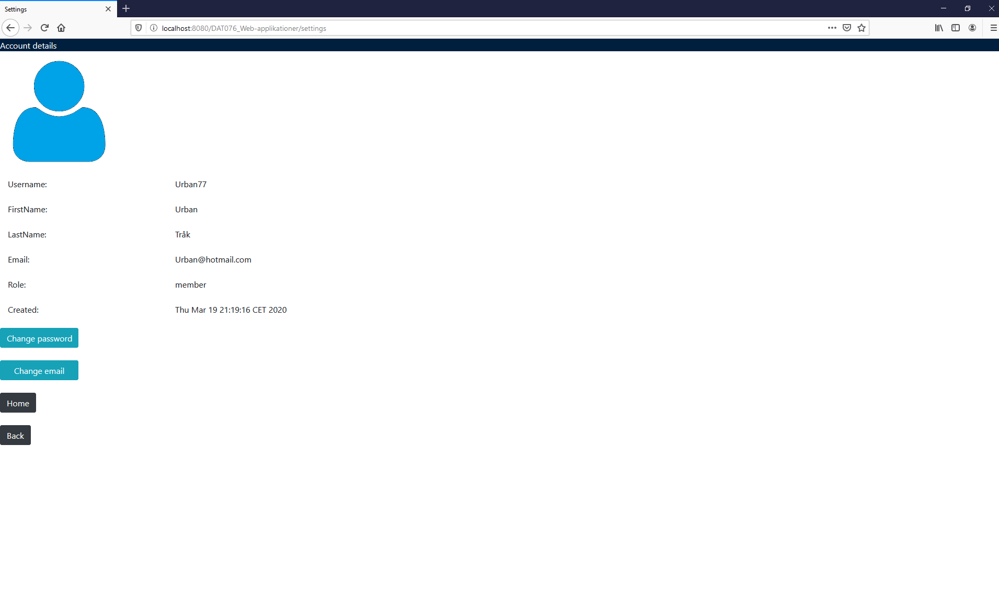 Settings
localhost:8080/DAT076_Web-applikationer/settings
Account details
Username: Urban77
FirstName: Urban
LastName: Tråk
Email: Urban@hotmail.com
Role: member
Created: Thu Mar 19 21:19:16 CET 2020
Change password
Change email
Home
Back